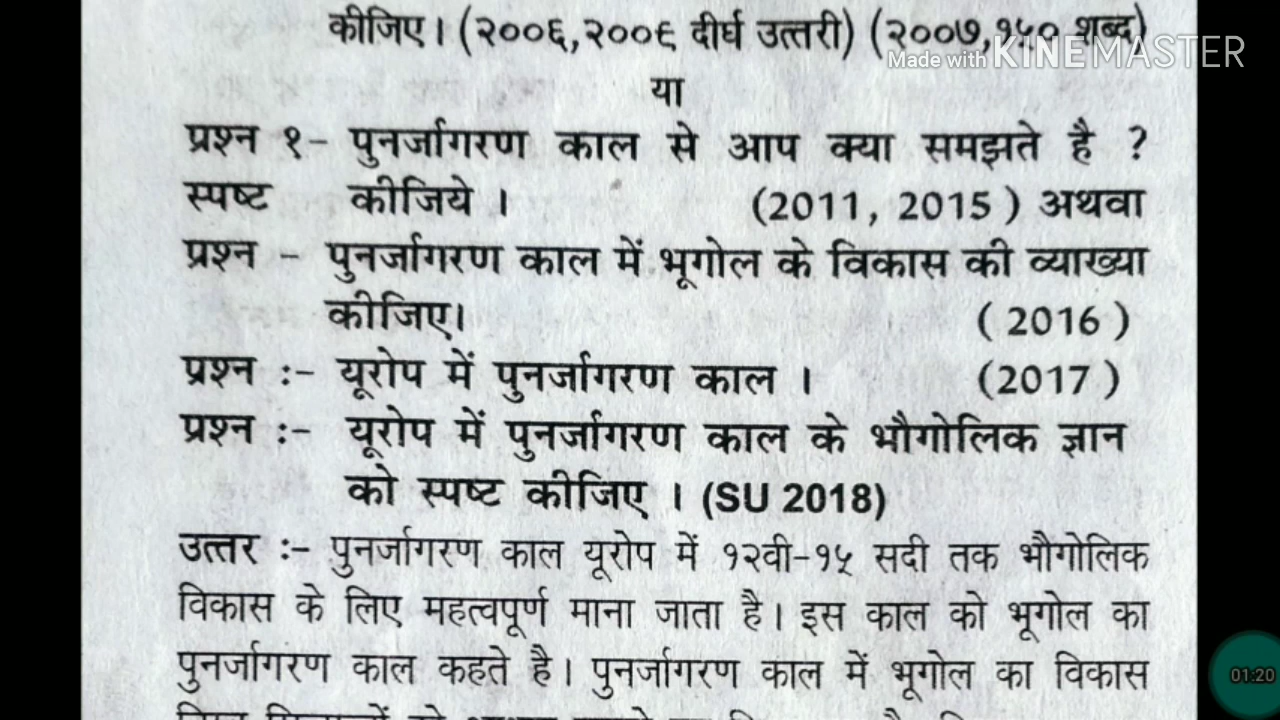 कीजिए। (२००६,२००९ दीर्घ उत्तरी) (२००७,१५० शब्द)
Made with KINEMASTER
या
प्रश्न १- पुनर्जागरण काल से आप क्या समझते है ?
स्पष्ट कीजिये । (2011, 2015 ) अथवा
प्रश्न - पुनर्जागरण काल में भूगोल के विकास की व्याख्या
कीजिए। ( 2016 )
प्रश्न :- यूरोप में पुनर्जागरण काल । (2017 )
प्रश्न :- यूरोप में पुनर्जागरण काल के भौगोलिक ज्ञान
को स्पष्ट कीजिए । (SU 2018)
उत्तर :- पुनर्जागरण काल यूरोप में १२वी-१५ सदी तक भौगोलिक
विकास के लिए महत्वपूर्ण माना जाता है। इस काल को भूगोल का
पुनर्जागरण काल कहते है। पुनर्जागरण काल में भूगोल का विकास
01:20